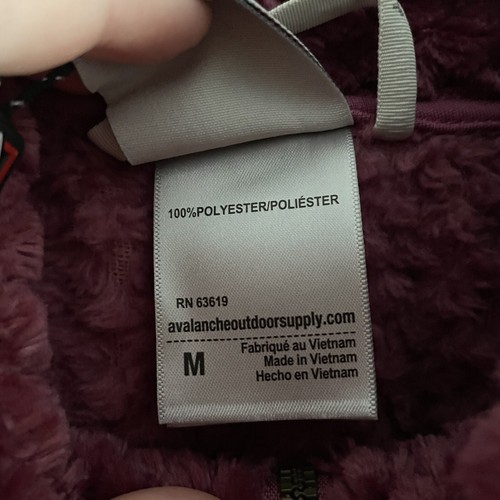 100%POLYESTER/POLIÉSTER
RN 63619
avalancheoutdoorsupply.com
M
Fabriqué au Vietnam
Made in Vietnam
Hecho en Vietnam